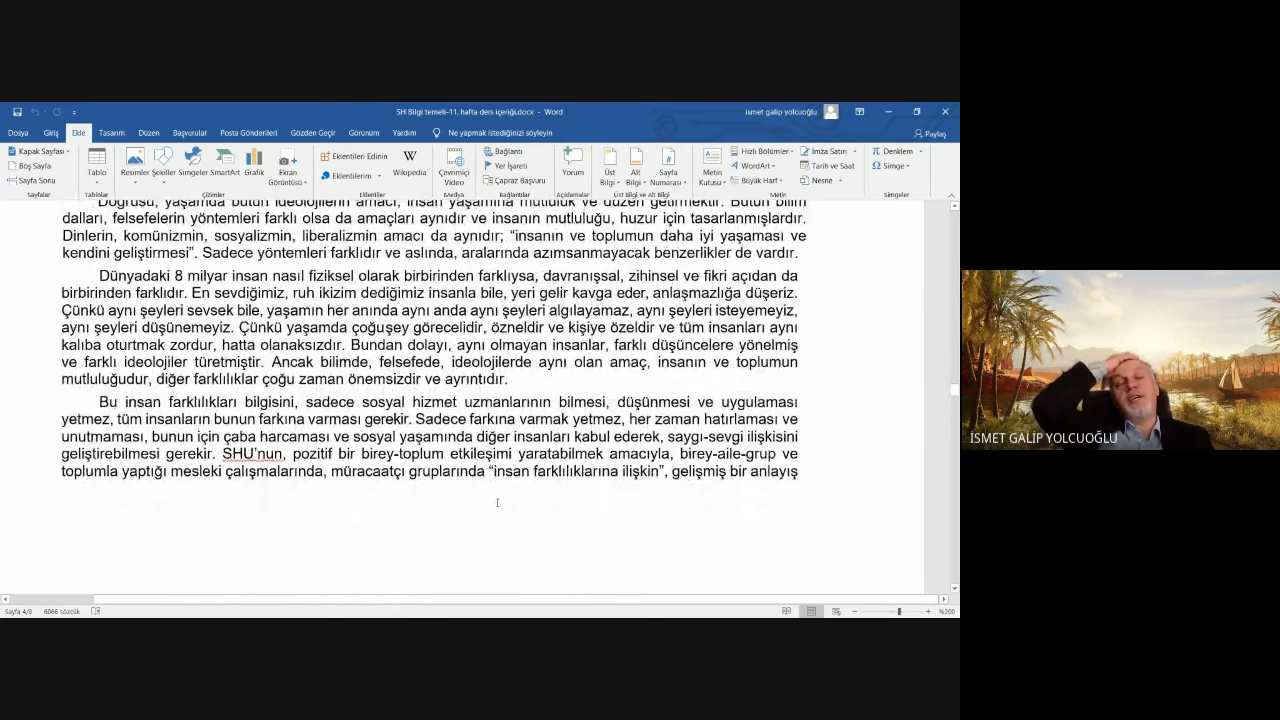 SH Bilgi temeli-11. hafta ders içeriği.docx - Word
ismet galip yolcuoğlu
Dosya Giriş Ekle Tasarım Düzen Başvurular Posta Gönderileri Gözden Geçir Görünüm Yardım Ne yapmak istediğinizi söyleyin
Paylaş
Kapak Sayfası
Boş Sayfa
Sayfa Sonu
Sayfalar
Tablo
Tablolar
Resimler Şekiller Simgeler SmartArt Grafik Ekran Görüntüsü
Çizimler
Eklentileri Edinin
Eklentilerim
Wikipedia
Eklentiler
Çevrimiçi Video
Medya
Bağlantı
Yer İşareti
Çapraz Başvuru
Bağlantılar
Yorum
Açıklamalar
Üst Bilgi Alt Bilgi Sayfa Numarası
Üst Bilgi ve Alt Bilgi
Metin Kutusu
Hızlı Bölümler
WordArt
Büyük Harf
İmza Satırı
Tarih ve Saat
Nesne
Metin
Denklem
Simge
Simgeler
Doğrusu, yaşamda bütün ideolojilerin amacı, insan yaşamına mutluluk ve düzen getirmektir. Bütün bilim
dalları, felsefelerin yöntemleri farklı olsa da amaçları aynıdır ve insanın mutluluğu, huzur için tasarlanmışlardır.
Dinlerin, komünizmin, sosyalizmin, liberalizmin amacı da aynıdır; “insanın ve toplumun daha iyi yaşaması ve
kendini geliştirmesi”. Sadece yöntemleri farklıdır ve aslında, aralarında azımsanmayacak benzerlikler de vardır.
Dünyadaki 8 milyar insan nasıl fiziksel olarak birbirinden farklıysa, davranışsal, zihinsel ve fikri açıdan da
birbirinden farklıdır. En sevdiğimiz, ruh ikizim dediğimiz insanla bile, yeri gelir kavga eder, anlaşmazlığa düşeriz.
Çünkü aynı şeyleri sevsek bile, yaşamın her anında aynı anda aynı şeyleri algılayamaz, aynı şeyleri isteyemeyiz,
aynı şeyleri düşünemeyiz. Çünkü yaşamda çoğuşey görecelidir, özneldir ve kişiye özeldir ve tüm insanları aynı
kalıba oturtmak zordur, hatta olanaksızdır. Bundan dolayı, aynı olmayan insanlar, farklı düşüncelere yönelmiş
ve farklı ideolojiler türetmiştir. Ancak bilimde, felsefede, ideolojilerde aynı olan amaç, insanın ve toplumun
mutluluğudur, diğer farklılıklar çoğu zaman önemsizdir ve ayrıntıdır.
Bu insan farklılıkları bilgisini, sadece sosyal hizmet uzmanlarının bilmesi, düşünmesi ve uygulaması
yetmez, tüm insanların bunun farkına varması gerekir. Sadece farkına varmak yetmez, her zaman hatırlaması ve
unutmaması, bunun için çaba harcaması ve sosyal yaşamında diğer insanları kabul ederek, saygı-sevgi ilişkisini
geliştirebilmesi gerekir. SHU’nun, pozitif bir birey-toplum etkileşimi yaratabilmek amacıyla, birey-aile-grup ve
toplumla yaptığı mesleki çalışmalarında, müracaatçı gruplarında “insan farklılıklarına ilişkin”, gelişmiş bir anlayış
Sayfa 4/8 6066 sözcük
%200
İSMET GALİP YOLCUOĞLU